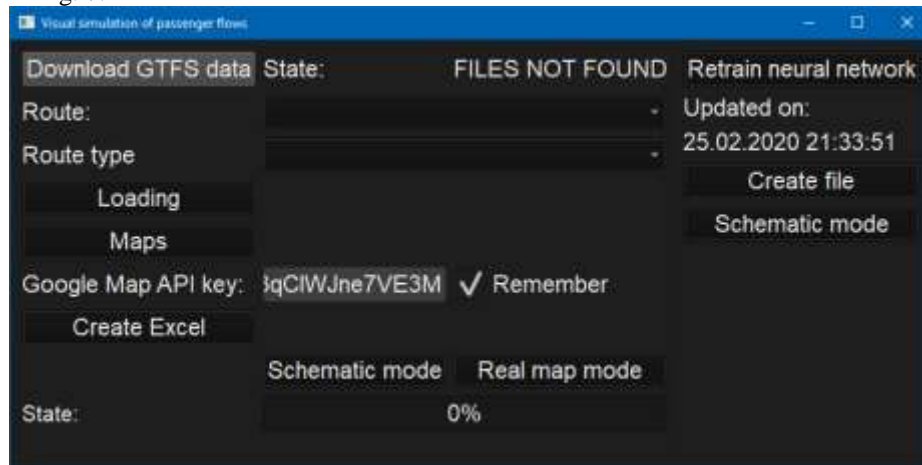 Visual simulation of passenger flows
Download GTFS data State: FILES NOT FOUND Retrain neural network
Route: Updated on:
25.02.2020 21:33:51
Route type
Loading Create file
Maps Schematic mode
Google Map API key: Remember
Create Excel
Schematic mode Real map mode
State: 0%